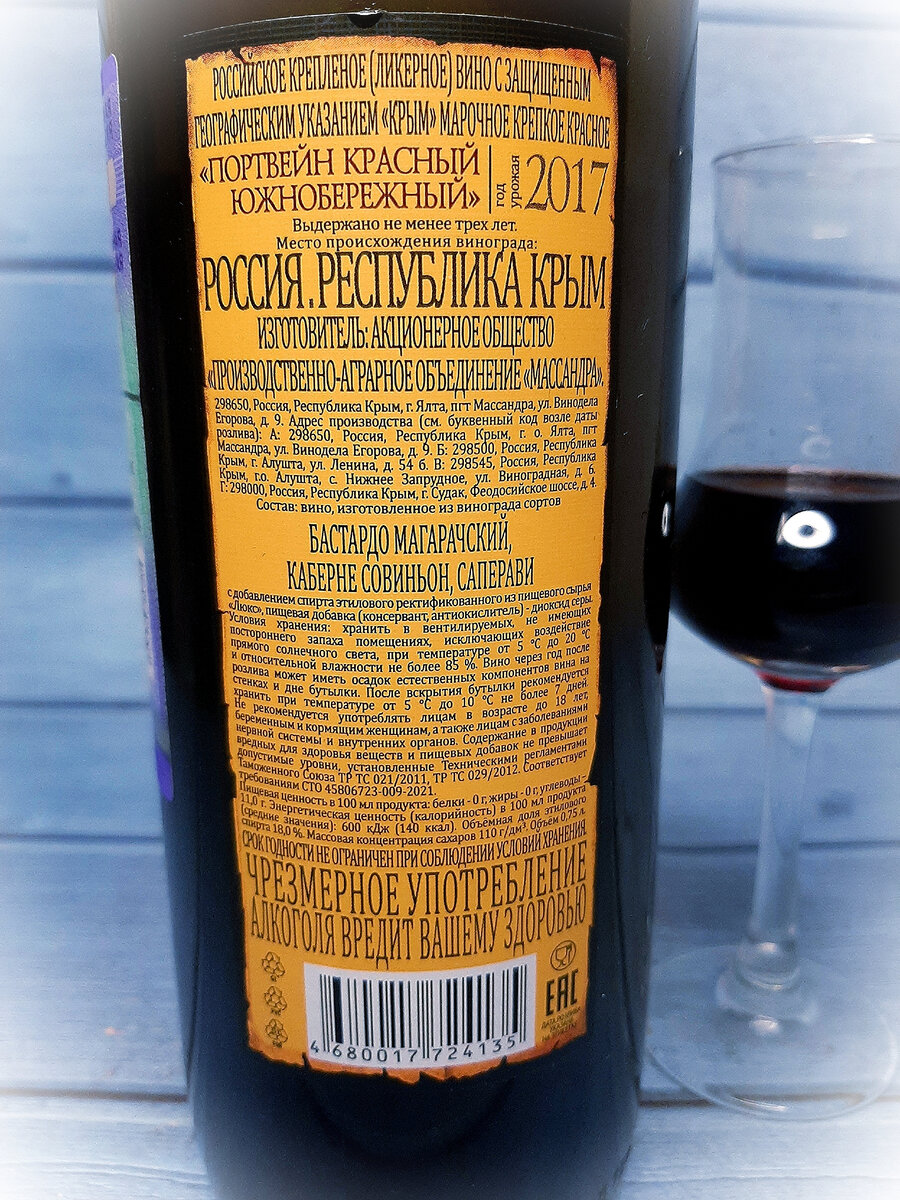 РОССИЙСКОЕ КРЕПЛЕНОЕ (ЛИКЕРНОЕ) ВИНО С ЗАЩИЩЕННЫМ
ГЕОГРАФИЧЕСКИМ УКАЗАНИЕМ «КРЫМ» МАРОЧНОЕ КРЕПКОЕ КРАСНОЕ
«ПОРТВЕЙН КРАСНЫЙ
ЮЖНОБЕРЕЖНЫЙ»
год
урожая
2017
Выдержано не менее трех лет.
Место происхождения винограда:
РОССИЯ. РЕСПУБЛИКА КРЫМ
ИЗГОТОВИТЕЛЬ: АКЦИОНЕРНОЕ ОБЩЕСТВО
«ПРОИЗВОДСТВЕННО-АГРАРНОЕ ОБЪЕДИНЕНИЕ «МАССАНДРА».
298650, Россия, Республика Крым, г. Ялта, пгт Массандра, ул. Винодела
Егорова, д. 9. Адрес производства (см. буквенный код возле даты
розлива): А: 298650, Россия, Республика Крым, г. о. Ялта, пгт
Массандра, ул. Винодела Егорова, д. 9. Б: 298500, Россия, Республика
Крым, г. Алушта, ул. Ленина, д. 54 б. В: 298545, Россия, Республика
Крым, г.о. Алушта, с. Нижнее Запрудное, ул. Виноградная, д. 6.
Г: 298000, Россия, Республика Крым, г. Судак, Феодосийское шоссе, д. 4.
Состав: вино, изготовленное из винограда сортов
БАСТАРДО МАГАРАЧСКИЙ,
КАБЕРНЕ СОВИНЬОН, САПЕРАВИ
с добавлением спирта этилового ректификованного из пищевого сырья
«Люкс», пищевая добавка (консервант, антиокислитель) - диоксид серы.
Условия хранения: хранить в вентилируемых, не имеющих
постороннего запаха помещениях, исключающих воздействие
прямого солнечного света, при температуре от 5 °С до 20 °С
и относительной влажности не более 85 %. Вино через год после
розлива может иметь осадок естественных компонентов вина на
стенках и дне бутылки. После вскрытия бутылки рекомендуется
хранить при температуре от 5 °С до 10 °С не более 7 дней.
Не рекомендуется употреблять лицам в возрасте до 18 лет,
беременным и кормящим женщинам, а также лицам с заболеваниями
нервной системы и внутренних органов. Содержание в продукции
вредных для здоровья веществ и пищевых добавок не превышает
допустимые уровни, установленные Техническими регламентами
Таможенного Союза ТР ТС 021/2011, ТР ТС 029/2012. Соответствует
требованиям СТО 45806723-009-2021.
Пищевая ценность в 100 мл продукта: белки - 0 г, жиры - 0 г, углеводы –
11,0 г. Энергетическая ценность (калорийность) в 100 мл продукта
(средние значения): 600 кДж (140 ккал). Объемная доля этилового
спирта 18,0 %. Массовая концентрация сахаров 110 г/дм³. Объем 0,75 л.
СРОК ГОДНОСТИ НЕ ОГРАНИЧЕН ПРИ СОБЛЮДЕНИИ УСЛОВИЙ ХРАНЕНИЯ.
ЧРЕЗМЕРНОЕ УПОТРЕБЛЕНИЕ
АЛКОГОЛЯ ВРЕДИТ ВАШЕМУ ЗДОРОВЬЮ
ЕАС
4 680017 724135